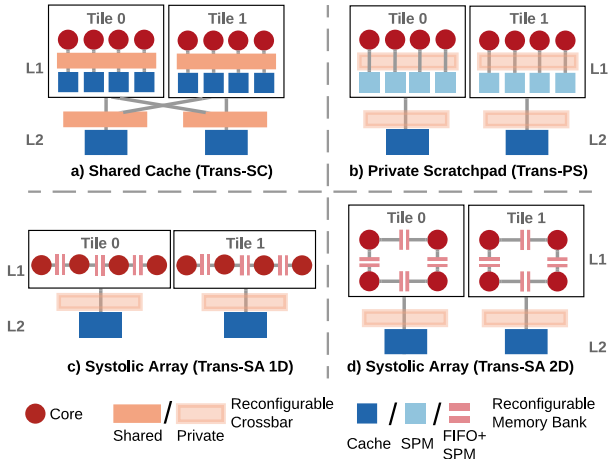 Tile 0
Tile 1
L1
L2
a) Shared Cache (Trans-SC)
Tile 0
Tile 1
L1
L2
b) Private Scratchpad (Trans-PS)
Tile 0
Tile 1
L1
L2
c) Systolic Array (Trans-SA 1D)
Tile 0
Tile 1
L1
L2
d) Systolic Array (Trans-SA 2D)
Core
/
Shared
Private
Reconfigurable
Crossbar
/
/
Cache
SPM
FIFO+
SPM
Reconfigurable
Memory Bank